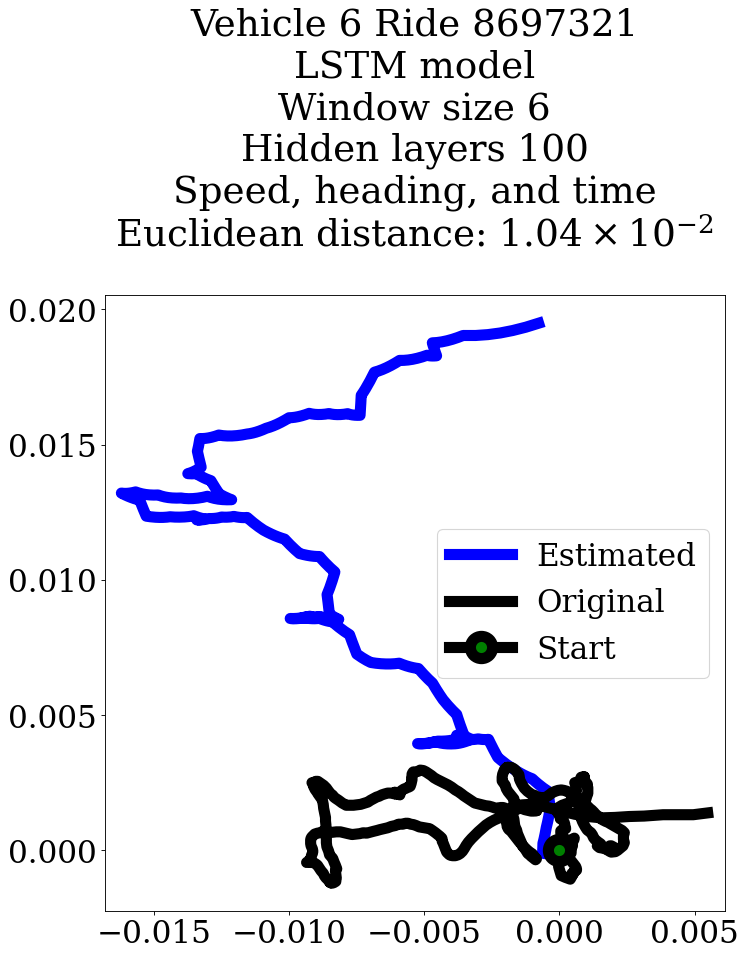 Vehicle 6 Ride 8697321
LSTM model
Window size 6
Hidden layers 100
Speed, heading, and time
Euclidean distance: 1.04 × 10⁻²
0.020
0.015
0.010
0.005
0.000
Estimated
Original
Start
−0.015 −0.010 −0.005 0.000 0.005